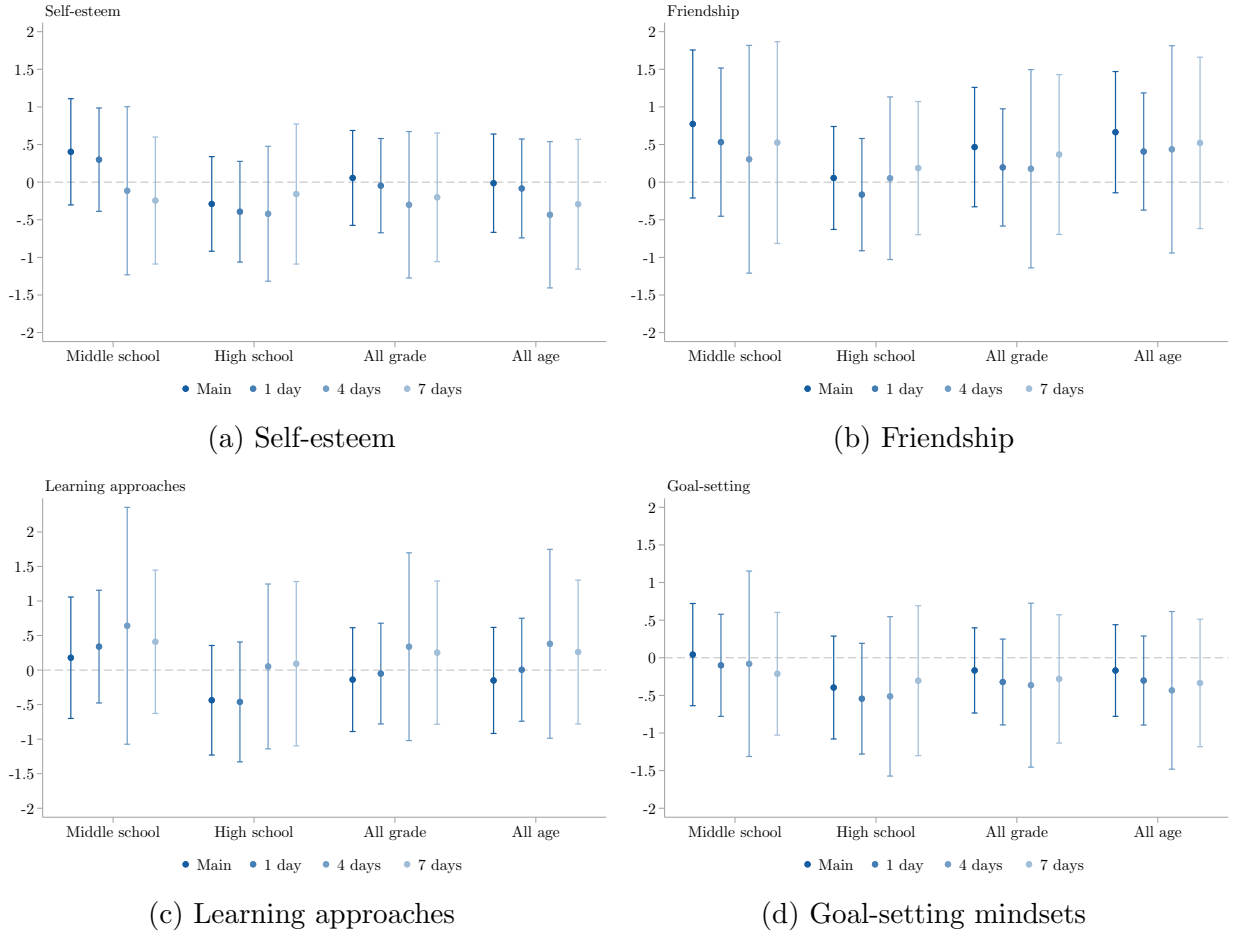 Self-esteem
2
1.5
1
.5
0
-.5
-1
-1.5
-2
Middle school High school All grade All age
Main 1 day 4 days 7 days
(a) Self-esteem
Friendship
2
1.5
1
.5
0
-.5
-1
-1.5
-2
Middle school High school All grade All age
Main 1 day 4 days 7 days
(b) Friendship
Learning approaches
2
1.5
1
.5
0
-.5
-1
-1.5
-2
Middle school High school All grade All age
Main 1 day 4 days 7 days
(c) Learning approaches
Goal-setting
2
1.5
1
.5
0
-.5
-1
-1.5
-2
Middle school High school All grade All age
Main 1 day 4 days 7 days
(d) Goal-setting mindsets